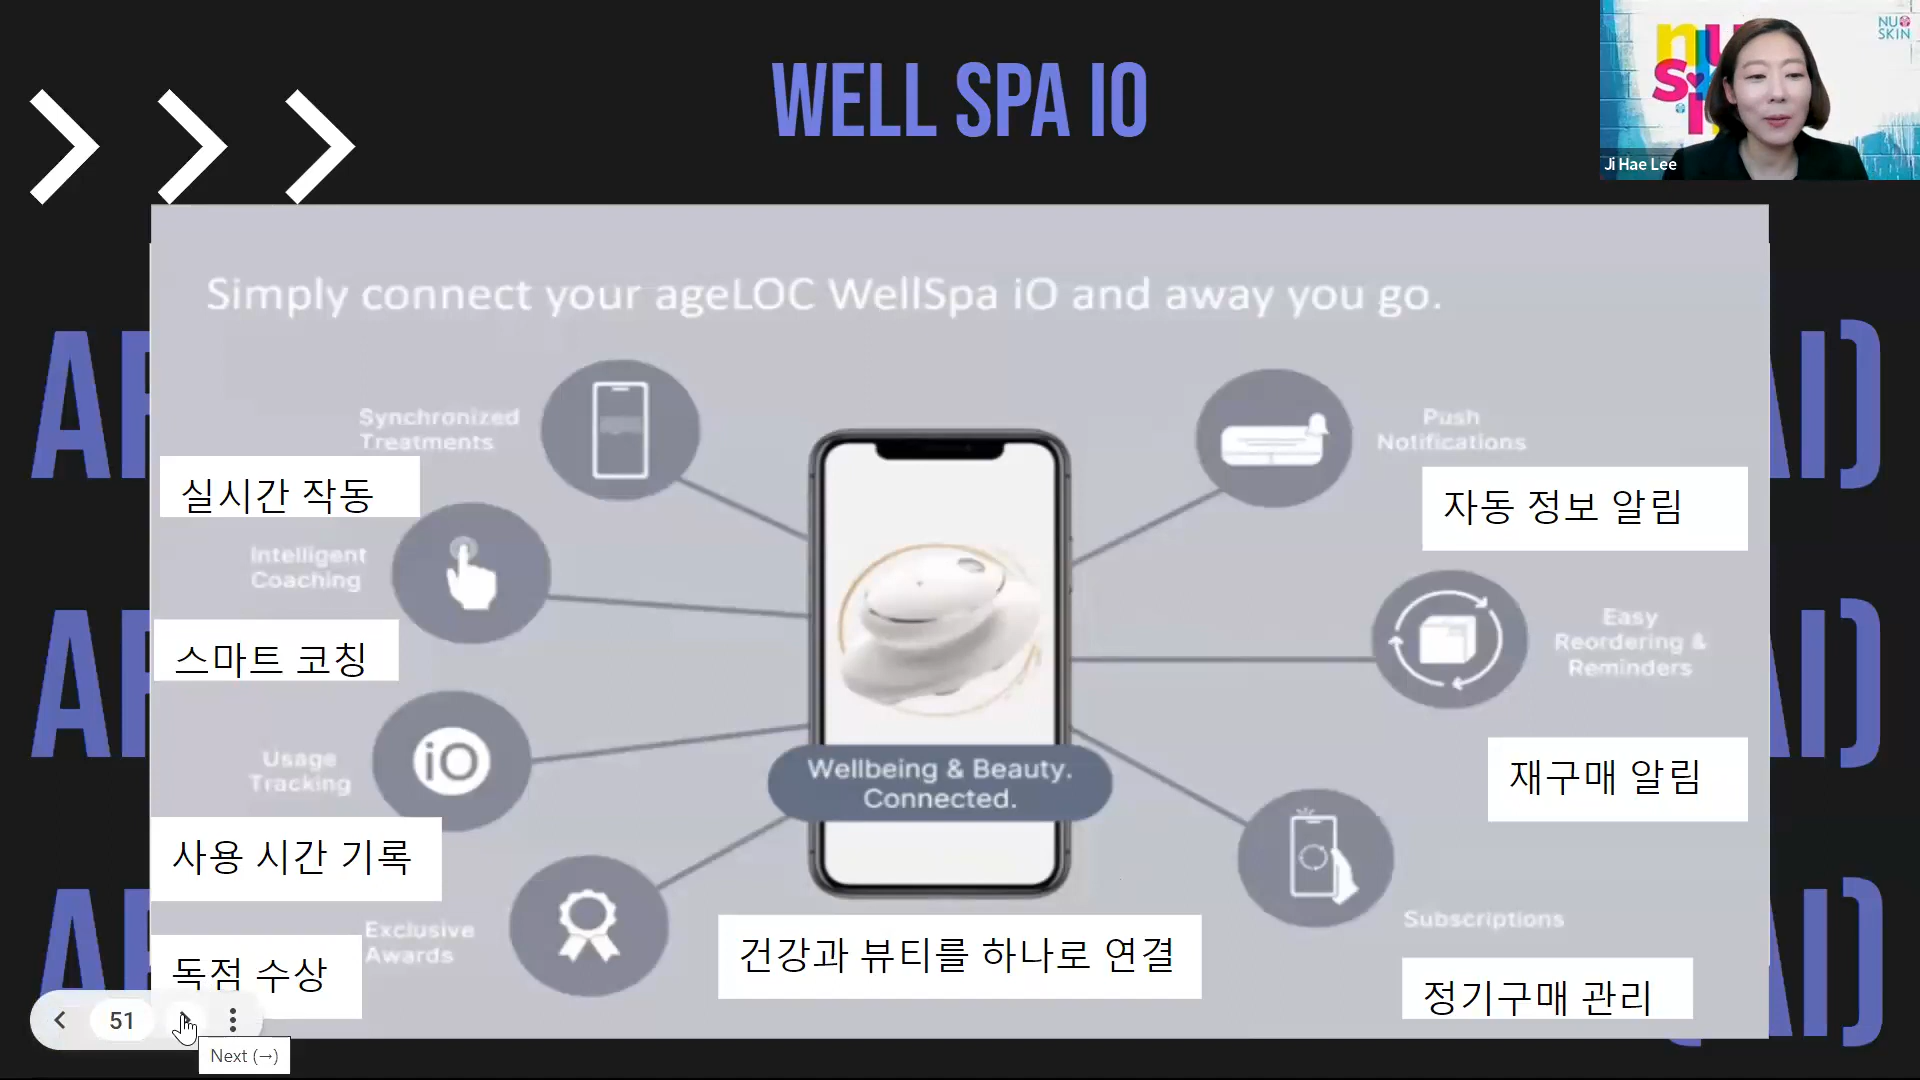 WELL SPA IO
NU
SKIN
Ji Hae Lee
Simply connect your ageLOC WellSpa iO and away you go.
Synchronized
Treatments
실시간 작동
Intelligent
Coaching
스마트 코칭
iO
Usage
Tracking
사용 시간 기록
Exclusive
Awards
독점 수상
Wellbeing & Beauty.
Connected.
건강과 뷰티를 하나로 연결
Push
Notifications
자동 정보 알림
Easy
Reordering &
Reminders
재구매 알림
Subscriptions
정기구매 관리
51
Next (→)